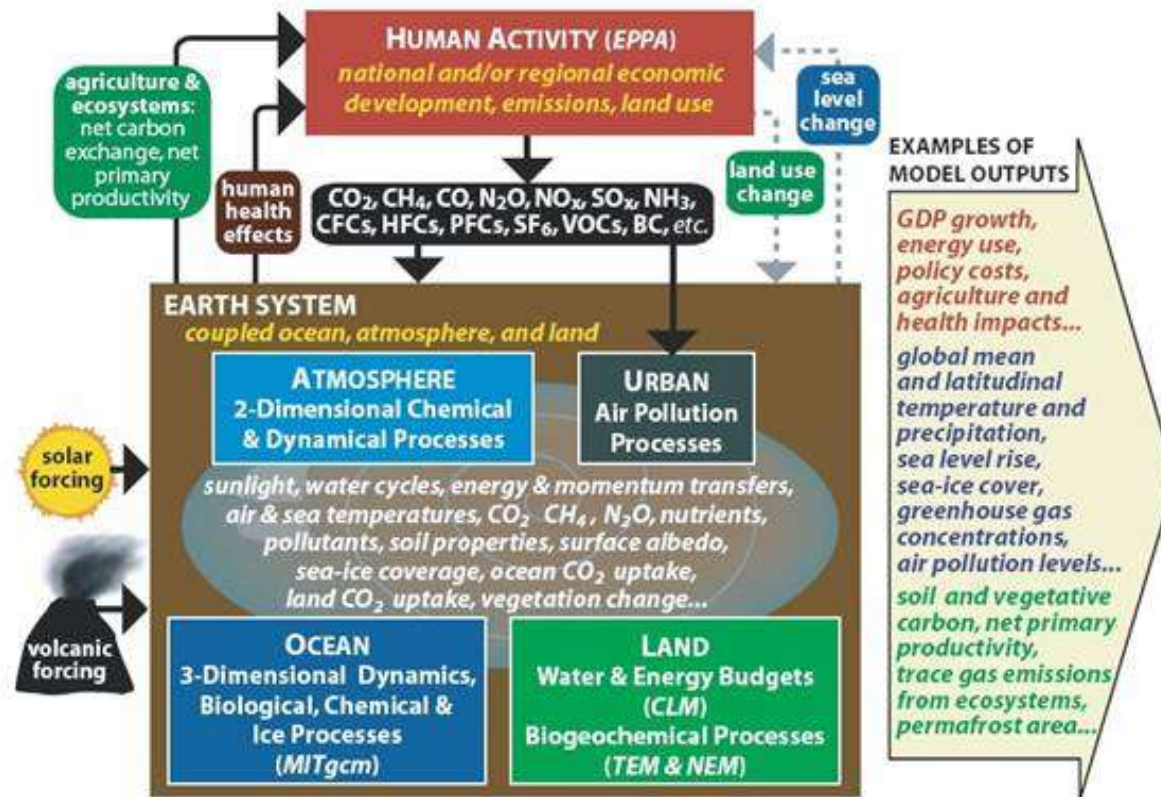 HUMAN ACTIVITY (EPPA)
national and/or regional economic
development, emissions, land use
agriculture &
ecosystems:
net carbon
exchange, net
primary
productivity
human
health
effects
sea
level
change
land use
change
CO₂, CH₄, CO, N₂O, NOₓ, SOₓ, NH₃,
CFCs, HFCs, PFCs, SF₆, VOCs, BC, etc.
EARTH SYSTEM
coupled ocean, atmosphere, and land
ATMOSPHERE
2-Dimensional Chemical
& Dynamical Processes
URBAN
Air Pollution
Processes
solar
forcing
volcanic
forcing
sunlight, water cycles, energy & momentum transfers,
air & sea temperatures, CO₂ CH₄, N₂O, nutrients,
pollutants, soil properties, surface albedo,
sea-ice coverage, ocean CO₂ uptake,
land CO₂ uptake, vegetation change...
OCEAN
3-Dimensional Dynamics,
Biological, Chemical &
Ice Processes
(MITgcm)
LAND
Water & Energy Budgets
(CLM)
Biogeochemical Processes
(TEM & NEM)
EXAMPLES OF
MODEL OUTPUTS
GDP growth,
energy use,
policy costs,
agriculture and
health impacts...
global mean
and latitudinal
temperature and
precipitation,
sea level rise,
sea-ice cover,
greenhouse gas
concentrations,
air pollution levels...
soil and vegetative
carbon, net primary
productivity,
trace gas emissions
from ecosystems,
permafrost area...